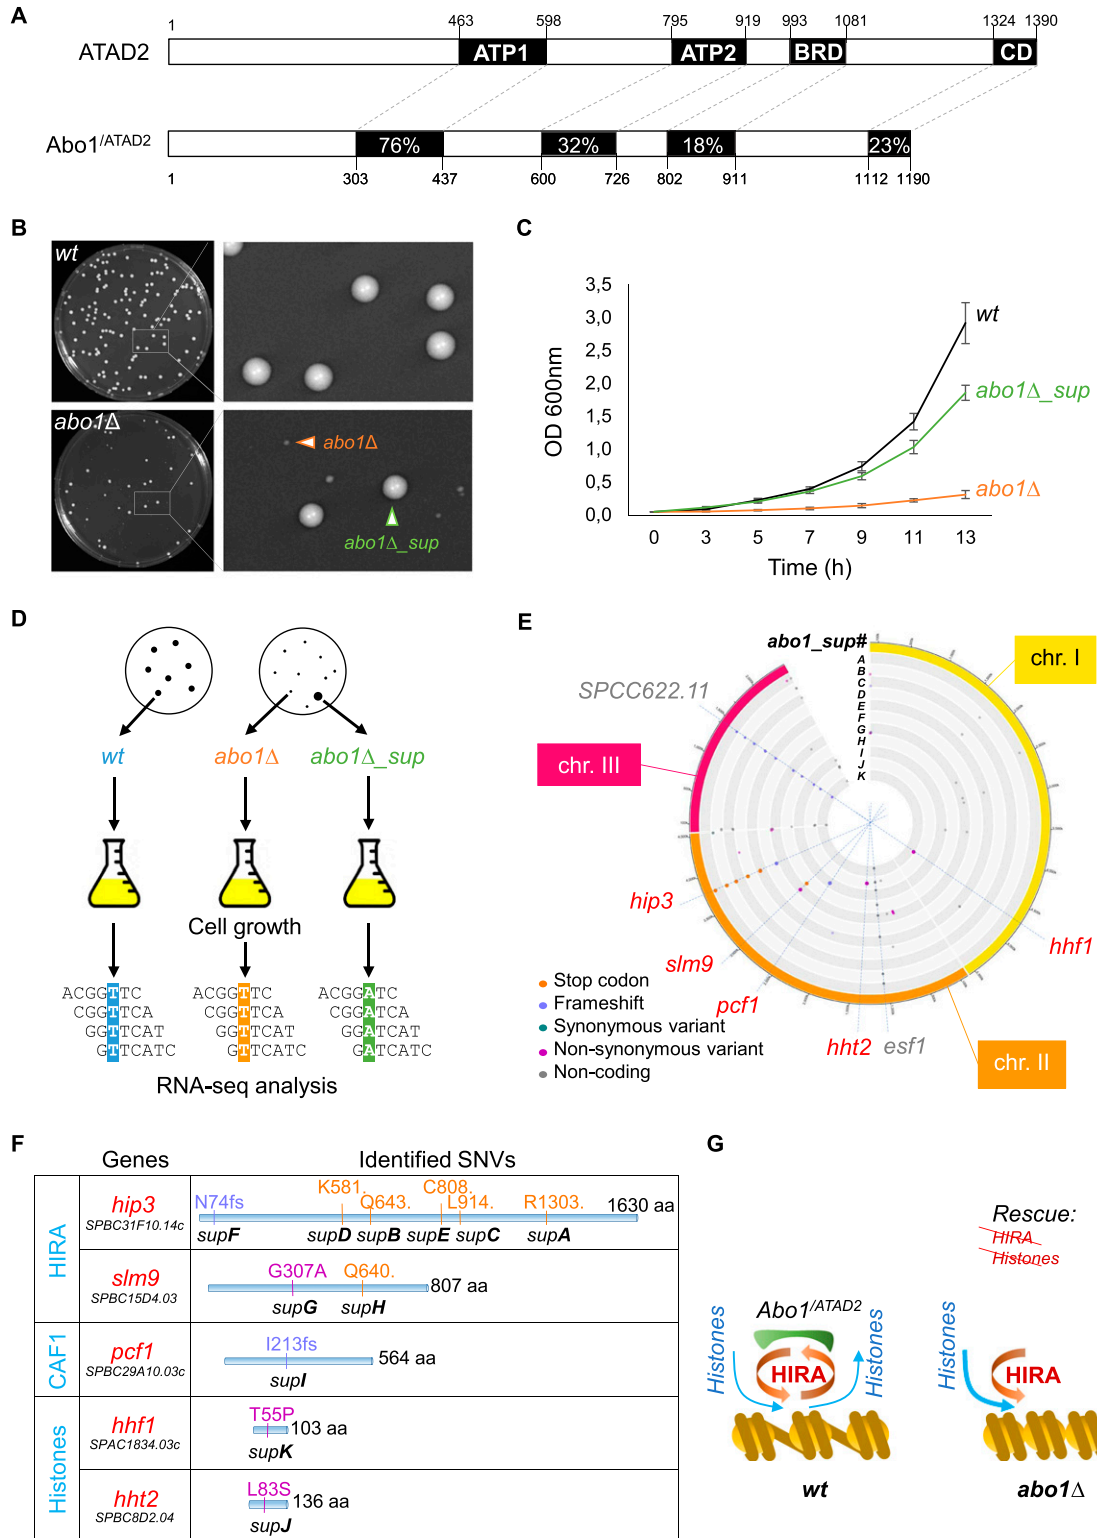 A
1
463
598
795
919
993
1081
1324
1390
ATAD2
ATP1
ATP2
BRD
CD
Abo1/ATAD2
76%
32%
18%
23%
1
303
437
600
726
802
911
1112
1190
B
wt
abo1Δ
abo1Δ
abo1Δ_sup
C
OD 600nm
3,5
3,0
2,5
2,0
1,5
1,0
0,5
0,0
0 3 5 7 9 11 13
Time (h)
wt
abo1Δ_sup
abo1Δ
D
wt
abo1Δ
abo1Δ_sup
Cell growth
ACGGTTC
CGGTTCA
GGTTCAT
GTTCATC
ACGGTTC
CGGTTCA
GGTTCAT
GTTCATC
ACGGATC
CGGATCA
GGATCAT
GATCATC
RNA-seq analysis
E
abo1_sup#
A
B
C
D
E
F
G
H
I
J
K
chr. I
SPCC622.11
chr. III
hip3
slm9
pcf1
hht2
esf1
hhf1
chr. II
Stop codon
Frameshift
Synonymous variant
Non-synonymous variant
Non-coding
F
Genes
Identified SNVs
HIRA
hip3
SPBC31F10.14c
N74fs
K581.
Q643.
C808.
L914.
R1303.
1630 aa
supF
supD
supB
supE
supC
supA
slm9
SPBC15D4.03
G307A
Q640.
807 aa
supG
supH
CAF1
pcf1
SPBC29A10.03c
I213fs
564 aa
supI
Histones
hhf1
SPAC1834.03c
T55P
103 aa
supK
hht2
SPBC8D2.04
L83S
136 aa
supJ
G
Rescue:
HIRA
Histones
Abo1/ATAD2
Histones
HIRA
Histones
wt
Histones
HIRA
abo1Δ